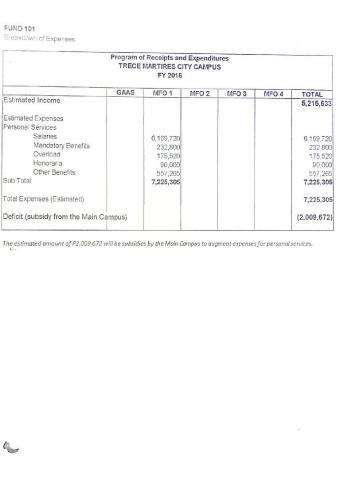 FUND 101
Breakdown of Expenses
Program of Receipts and Expenditures
TRECE MARTIRES CITY CAMPUS
FY 2016
GAAS MFO 1 MFO 2 MFO 3 MFO 4 TOTAL
Estimated Income 5,215,633
Estimated Expenses
Personal Services
Salaries 6,169,720 6,169,720
Mandatory Benefits 232,800 232,800
Overload 175,520 175,520
Honoraria 90,000 90,000
Other Benefits 557,265 557,265
Sub Total 7,225,305 7,225,305
Total Expenses (Estimated) 7,225,305
Deficit (subsidy from the Main Campus) (2,009,672)
The estimated amount of P2,009,672 will be subsidies by the Main Campus to augment expenses for personal services.